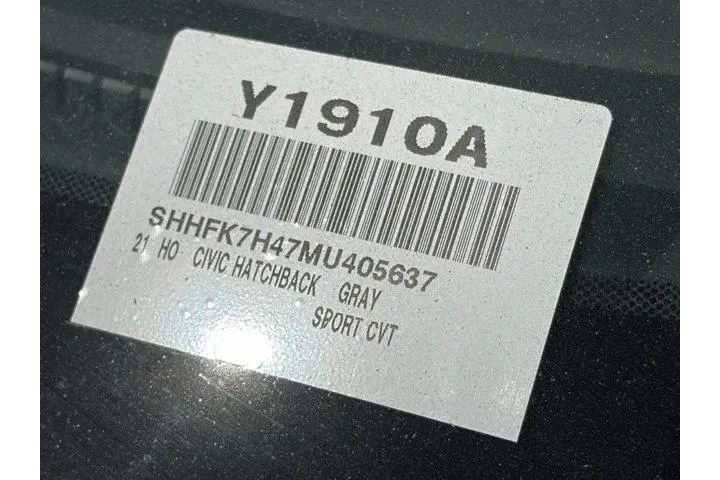 Y1910A
SHHFK7H47MU405637
21 HO CIVIC HATCHBACK GRAY
SPORT CVT